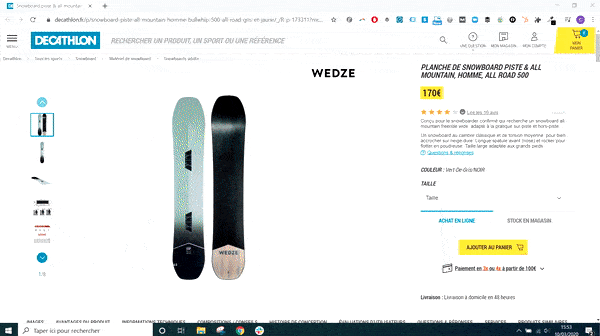 Snowboard piste all mountain
decathlon.fr/p/snowboard-piste-all-mountain-homme-bullwhip-500-all-road-gris-et-jaune/_/R-p-173311
MENU
DECATHLON
RECHERCHER UN PRODUIT, UN SPORT OU UNE RÉFÉRENCE
UNE QUESTION
MON MAGASIN
MON COMPTE
MON PANIER
Decathlon
Tous les sports
Snowboard
Matériel de snowboard
Snowboards adulte
WEDZE
PLANCHE DE SNOWBOARD PISTE & ALL
MOUNTAIN, HOMME, ALL ROAD 500
170€
Lire les 10 avis
Conçu pour le snowboarder confirmé qui recherche un snowboard all
mountain freeride wide adapté à la pratique sur piste et hors-piste.
Un snowboard au camber classique et de torsion moyenne pour bien
accrocher sur neige dure. Longue spatule avant (nose) et rocker pour
flotter en poudreuse. Taille large adaptée aux grands pieds
Questions & réponses
COULEUR : Vert De Gris/NOIR
TAILLE
Taille
ACHAT EN LIGNE
STOCK EN MAGASIN
AJOUTER AU PANIER
Paiement en 3x ou 4x à partir de 100€
Livraison : Livraison à domicile en 48 heures
WEDZE
1/8
IMAGES
AVANTAGES DU PRODUIT
INFORMATIONS TECHNIQUES
COMPOSITIONS / CONSEILS
HISTOIRE DE CONCEPTION
ÉVALUATIONS D'UTILISATEURS
QUESTIONS & RÉPONSES
SERVICES
PRODUITS SIMILAIRES
Taper ici pour rechercher
15:53
10/03/2020